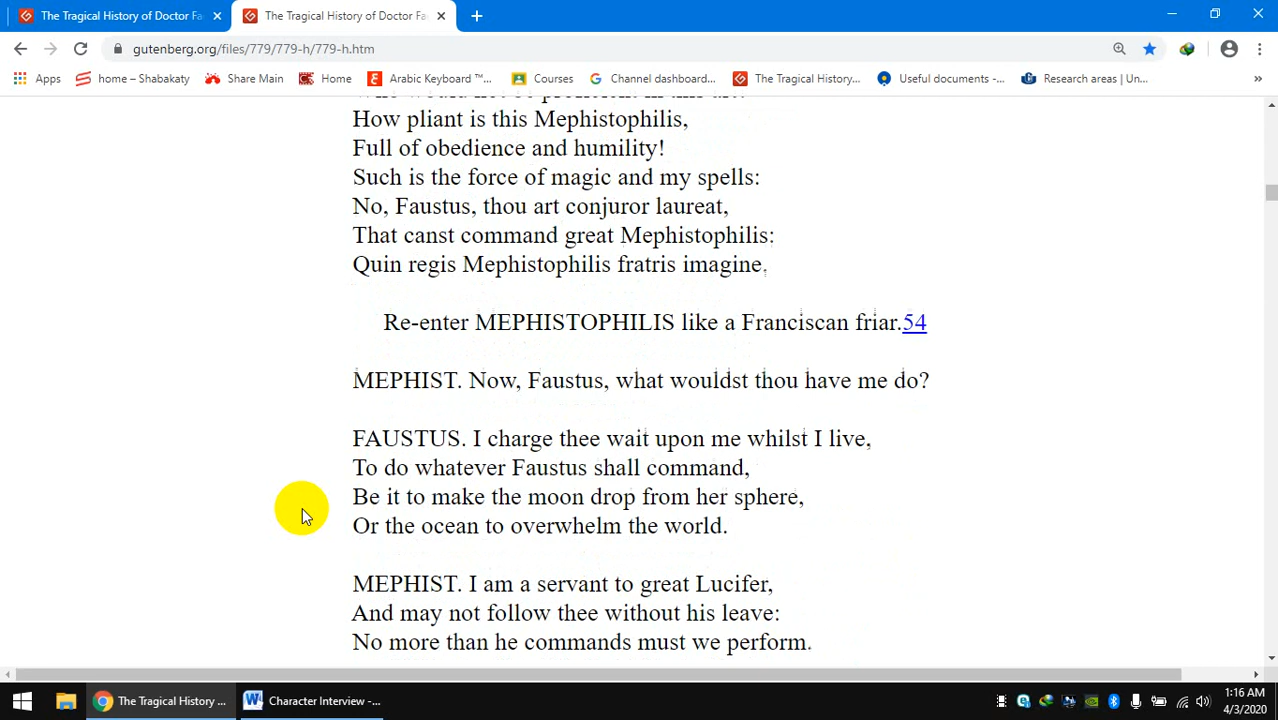 The Tragical History of Doctor Fa
The Tragical History of Doctor Fa
gutenberg.org/files/779/779-h/779-h.htm
Apps
home – Shabakaty
Share Main
Home
Arabic Keyboard ™...
Courses
Channel dashboard...
The Tragical History...
Useful documents -...
Research areas | Un...
»
How pliant is this Mephistophilis,
Full of obedience and humility!
Such is the force of magic and my spells:
No, Faustus, thou art conjuror laureat,
That canst command great Mephistophilis:
Quin regis Mephistophilis fratris imagine.
Re-enter MEPHISTOPHILIS like a Franciscan friar.54
MEPHIST. Now, Faustus, what wouldst thou have me do?
FAUSTUS. I charge thee wait upon me whilst I live,
To do whatever Faustus shall command,
Be it to make the moon drop from her sphere,
Or the ocean to overwhelm the world.
MEPHIST. I am a servant to great Lucifer,
And may not follow thee without his leave:
No more than he commands must we perform.
The Tragical History ...
Character Interview -...
1:16 AM
4/3/2020